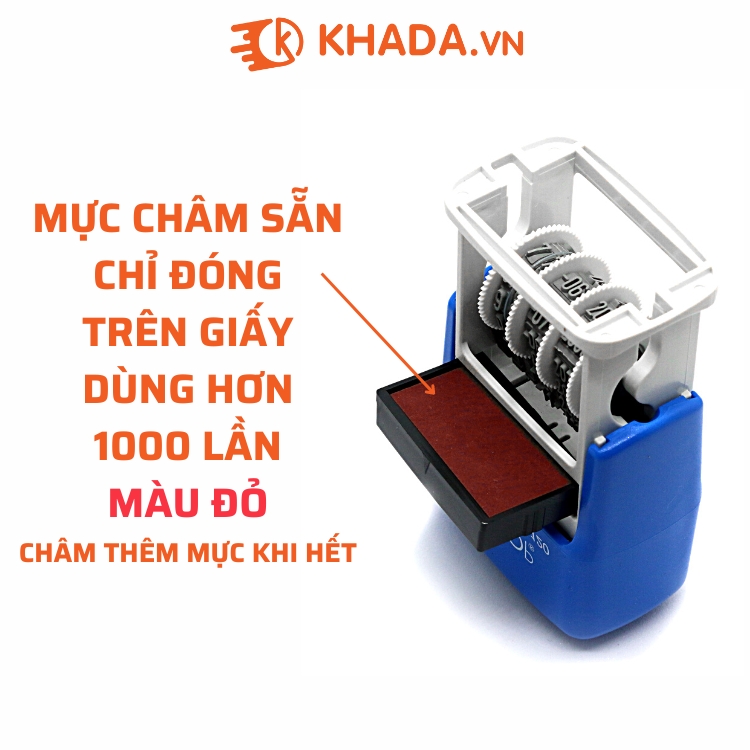 KHADA.VN
MỰC CHÂM SẴN
CHỈ ĐÓNG
TRÊN GIẤY
DÙNG HƠN
1000 LẦN
MÀU ĐỎ
CHÂM THÊM MỰC KHI HẾT